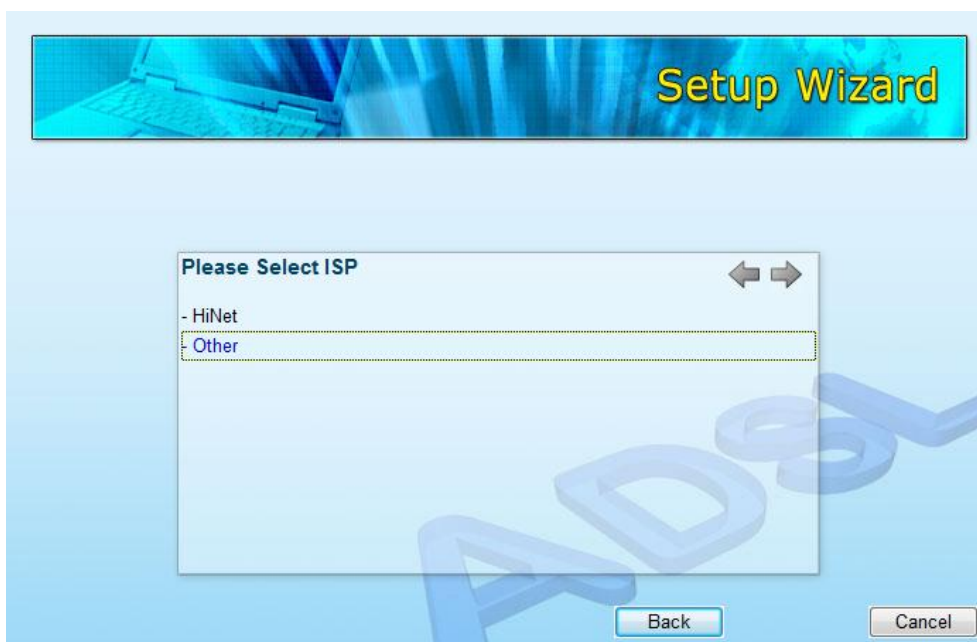 Setup Wizard
Please Select ISP
- HiNet
- Other
ADSL
Back
Cancel